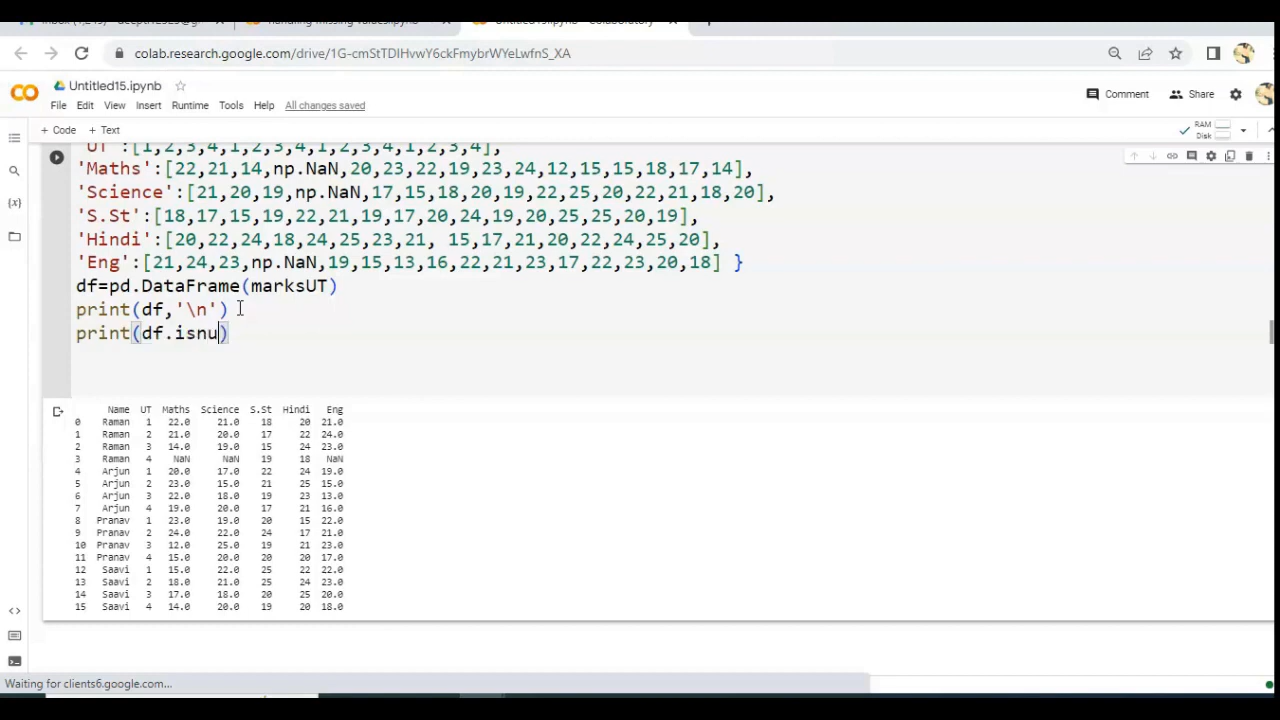 colab.research.google.com/drive/1G-cmStTDIHvwY6ckFmybrWYeLwfnS_XA
Untitled15.ipynb
File Edit View Insert Runtime Tools Help All changes saved
Comment Share
+ Code + Text
RAM
Disk
'UT':[1,2,3,4,1,2,3,4,1,2,3,4,1,2,3,4],
'Maths':[22,21,14,np.NaN,20,23,22,19,23,24,12,15,15,18,17,14],
'Science':[21,20,19,np.NaN,17,15,18,20,19,22,25,20,22,21,18,20],
'S.St':[18,17,15,19,22,21,19,17,20,24,19,20,25,25,20,19],
'Hindi':[20,22,24,18,24,25,23,21, 15,17,21,20,22,24,25,20],
'Eng':[21,24,23,np.NaN,19,15,13,16,22,21,23,17,22,23,20,18] }
df=pd.DataFrame(marksUT)
print(df,'\n')
print(df.isnu)
Name UT Maths Science S.St Hindi Eng
0 Raman 1 22.0 21.0 18 20 21.0
1 Raman 2 21.0 20.0 17 22 24.0
2 Raman 3 14.0 19.0 15 24 23.0
3 Raman 4 NaN NaN 19 18 NaN
4 Arjun 1 20.0 17.0 22 24 19.0
5 Arjun 2 23.0 15.0 21 25 15.0
6 Arjun 3 22.0 18.0 19 23 13.0
7 Arjun 4 19.0 20.0 17 21 16.0
8 Pranav 1 23.0 19.0 20 15 22.0
9 Pranav 2 24.0 22.0 24 17 21.0
10 Pranav 3 12.0 25.0 19 21 23.0
11 Pranav 4 15.0 20.0 20 20 17.0
12 Saavi 1 15.0 22.0 25 22 22.0
13 Saavi 2 18.0 21.0 25 24 23.0
14 Saavi 3 17.0 18.0 20 25 20.0
15 Saavi 4 14.0 20.0 19 20 18.0
Waiting for clients6.google.com...